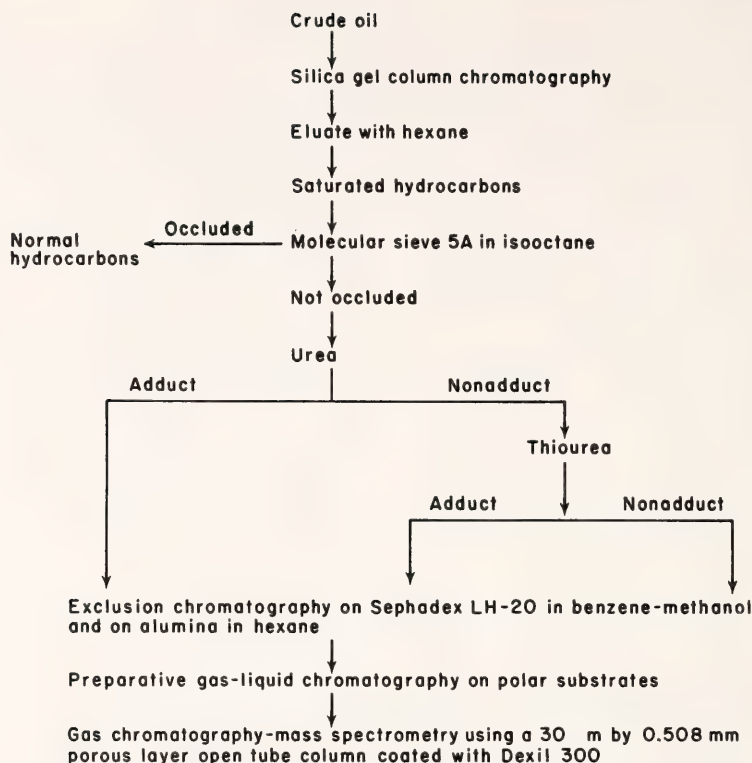 Crude oil
Silica gel column chromatography
Eluate with hexane
Saturated hydrocarbons
Occluded
Normal
hydrocarbons
Molecular sieve 5A in isooctane
Not occluded
Urea
Adduct
Nonadduct
Thiourea
Adduct
Nonadduct
Exclusion chromatography on Sephadex LH-20 in benzene-methanol
and on alumina in hexane
Preparative gas-liquid chromatography on polar substrates
Gas chromatography-mass spectrometry using a 30 m by 0.508 mm
porous layer open tube column coated with Dexil 300